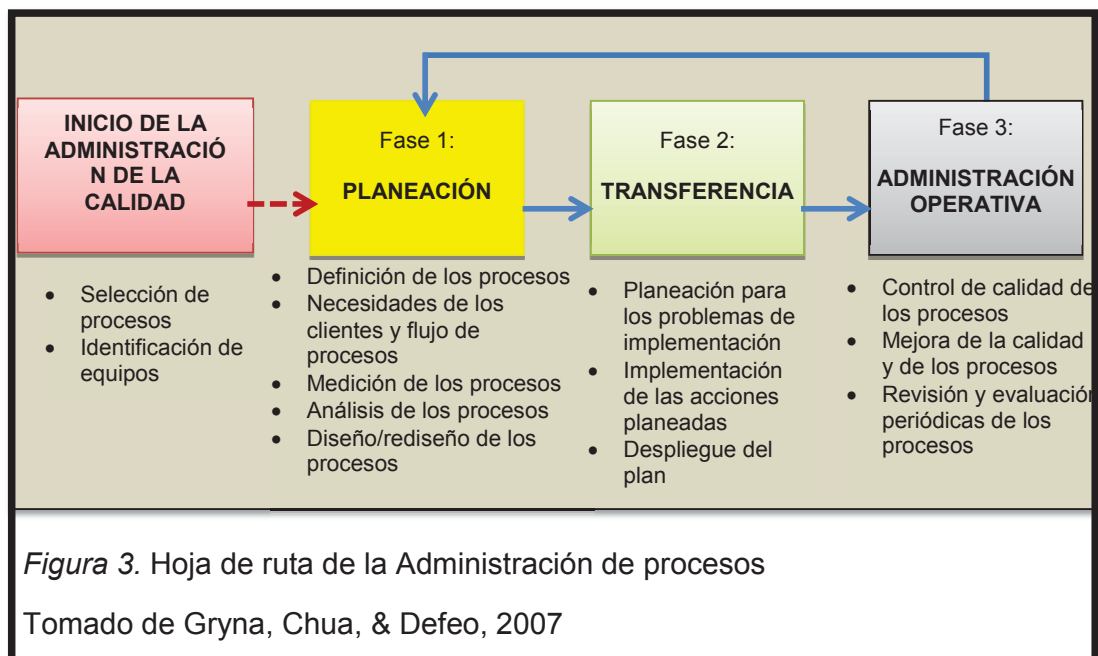 INICIO DE LA
ADMINISTRACIÓ
N DE LA
CALIDAD
• Selección de
procesos
• Identificación de
equipos
Fase 1:
PLANEACIÓN
• Definición de los procesos
• Necesidades de los
clientes y flujo de
procesos
• Medición de los procesos
• Análisis de los procesos
• Diseño/rediseño de los
procesos
Fase 2:
TRANSFERENCIA
• Planeación para
los problemas de
implementación
• Implementación
de las acciones
planeadas
• Despliegue del
plan
Fase 3:
ADMINISTRACIÓN
OPERATIVA
• Control de calidad de
los procesos
• Mejora de la calidad
y de los procesos
• Revisión y evaluación
periódicas de los
procesos
Figura 3. Hoja de ruta de la Administración de procesos
Tomado de Gryna, Chua, & Defeo, 2007